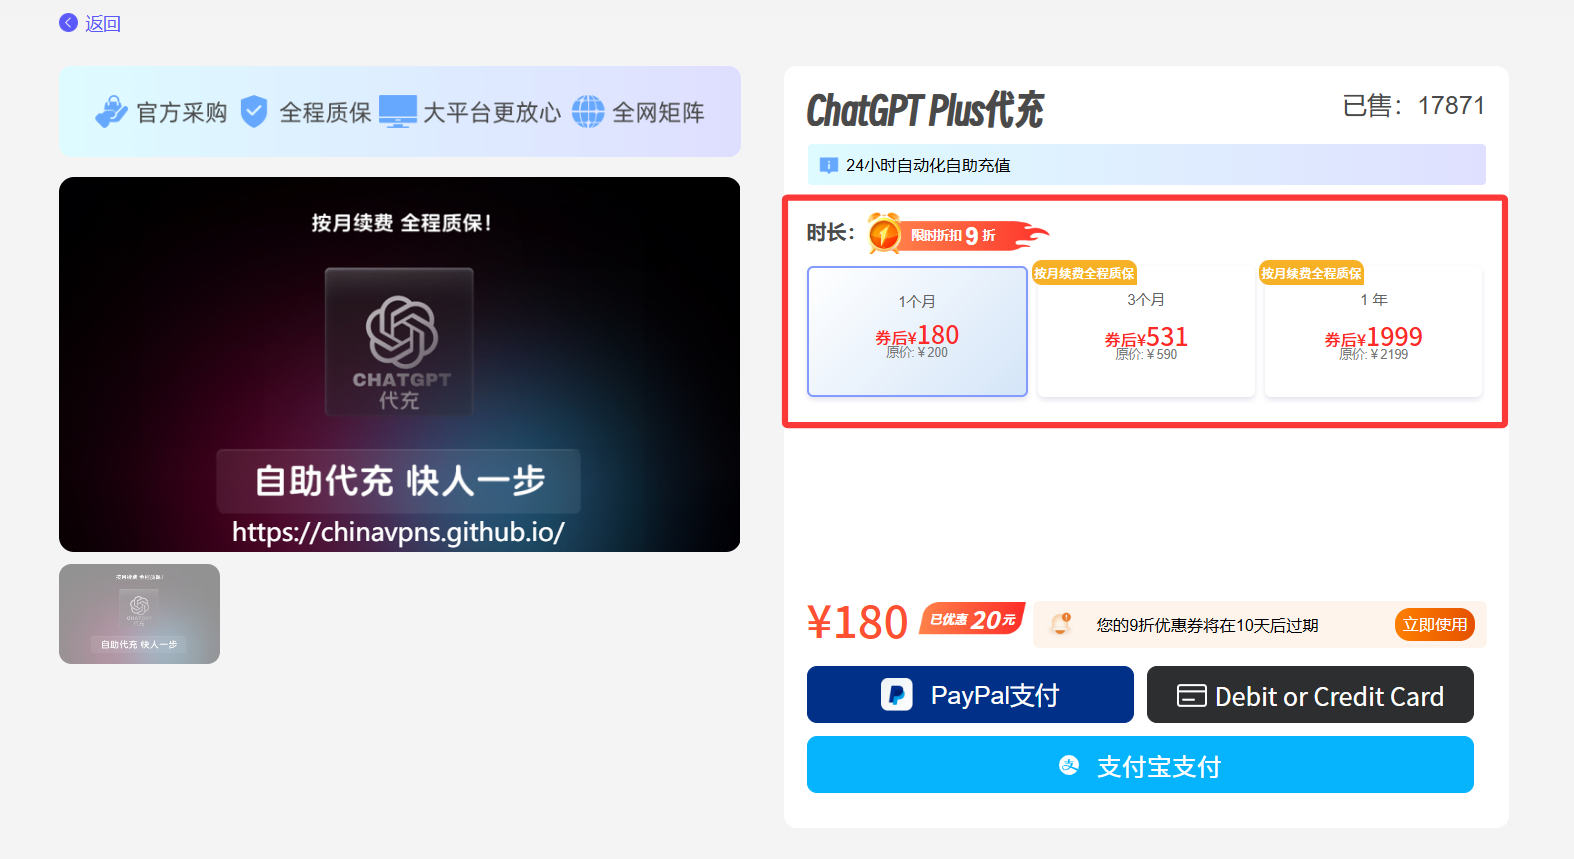 返回
官方采购 全程质保 大平台更放心 全网矩阵
按月续费 全程质保！
CHATGPT
代充
自助代充 快人一步
https://chinavpns.github.io/
按月续费 全程质保！
CHATGPT
代充
自助代充 快人一步
ChatGPT Plus代充
已售：17871
24小时自动化自助充值
时长：
限时折扣 9 折
1个月
券后¥180
原价:￥200
按月续费全程质保
3个月
券后¥531
原价:￥590
按月续费全程质保
1 年
券后¥1999
原价:￥2199
¥180
已优惠 20元
您的9折优惠券将在10天后过期
立即使用
PayPal支付
Debit or Credit Card
支付宝支付